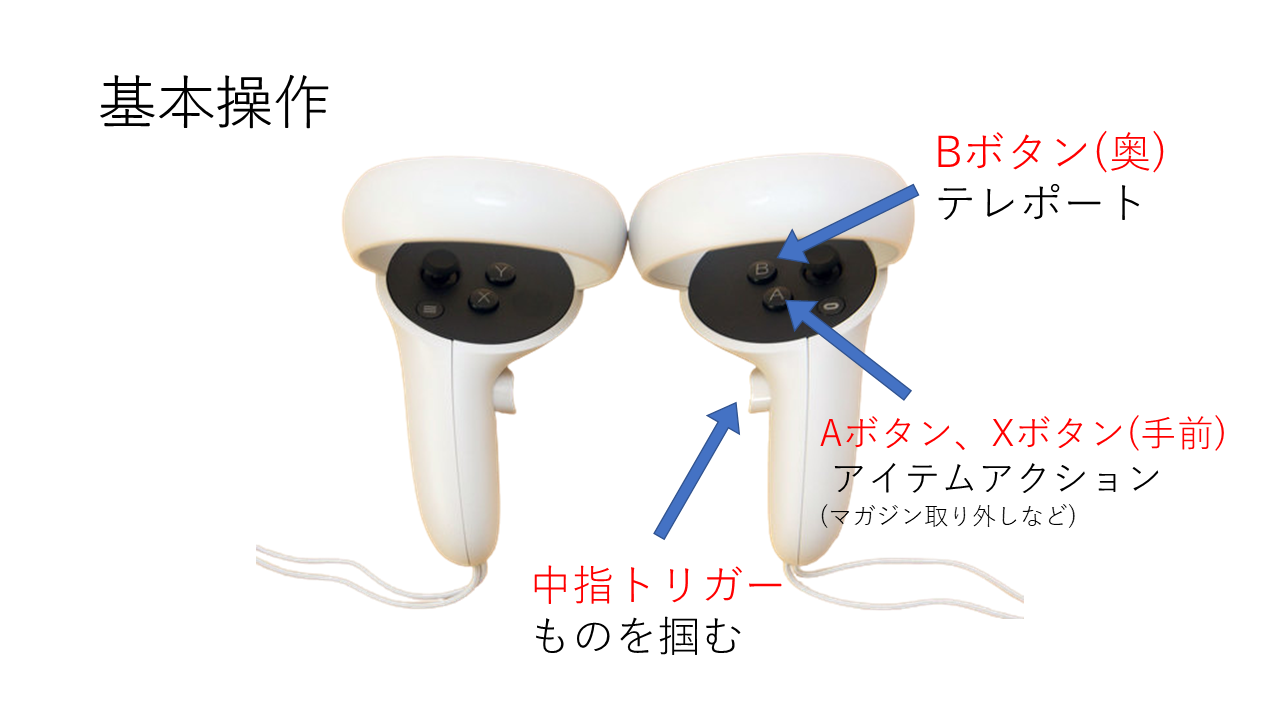 基本操作
Bボタン(奥)
テレポート
Y
X
B
A
Aボタン、Xボタン(手前)
アイテムアクション
(マガジン取り外しなど)
中指トリガー
ものを掴む